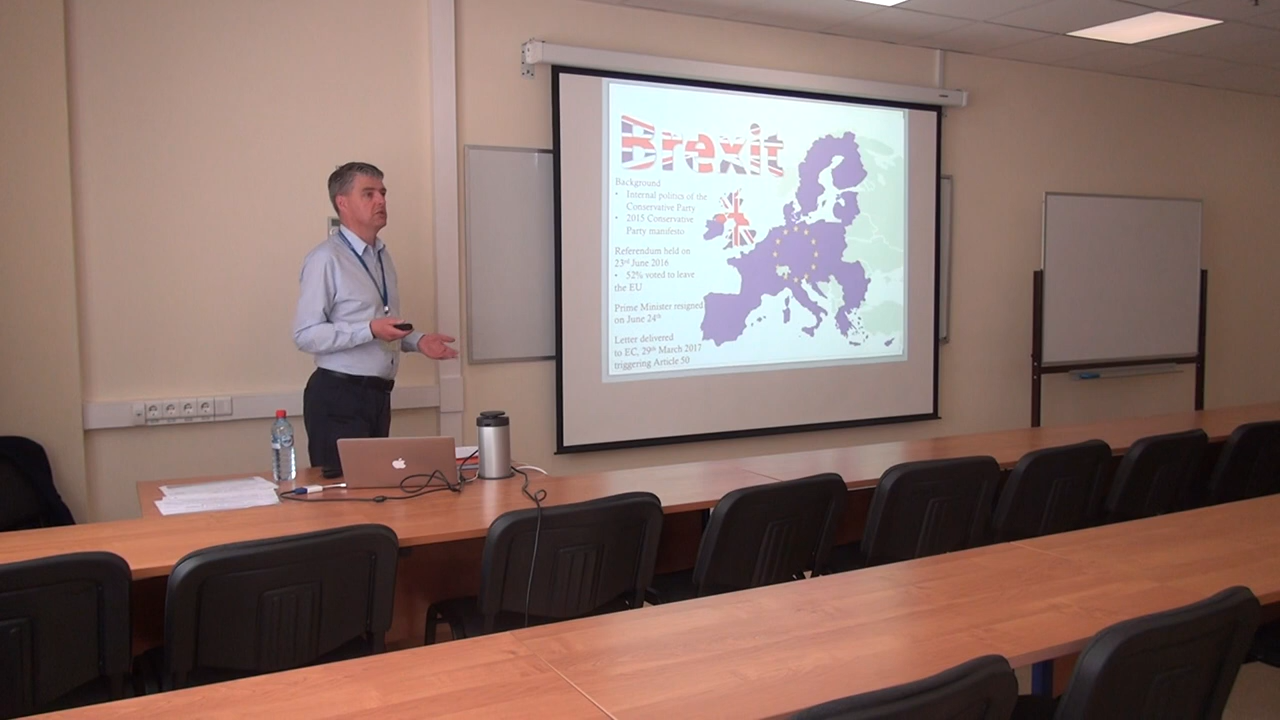 Brexit
Background
• Internal politics of the
Conservative Party
• 2015 Conservative
Party manifesto
Referendum held on
23rd June 2016
• 52% voted to leave
the EU
Prime Minister resigned
on June 24th
Letter delivered
to EC, 29th March 2017
triggering Article 50